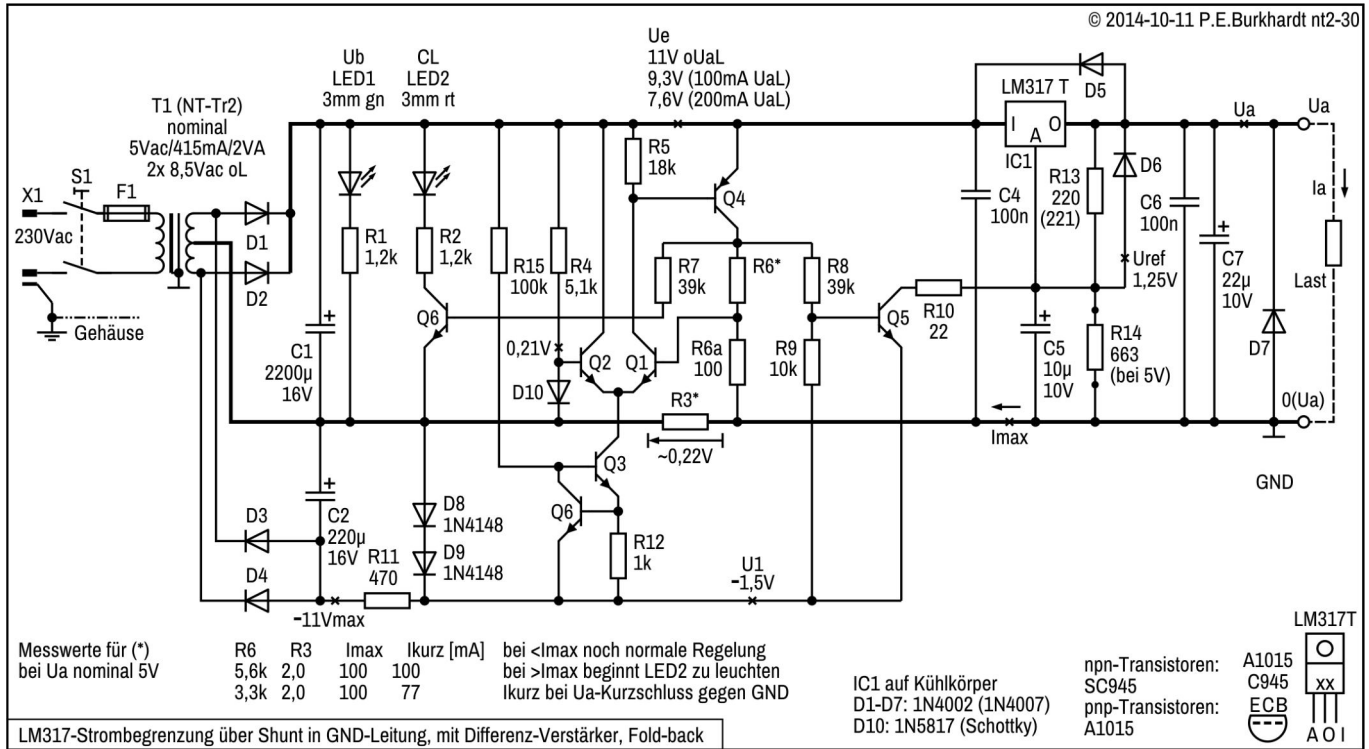 © 2014-10-11 P.E.Burkhardt nt2-30
Ue
11V oUaL
9,3V (100mA UaL)
7,6V (200mA UaL)
Ub
LED1
3mm gn
CL
LED2
3mm rt
T1 (NT-Tr2)
nominal
5Vac/415mA/2VA
2x 8,5Vac oL
X1
S1
F1
230Vac
Gehäuse
D1
D2
C1
2200µ
16V
+
R1
1,2k
R2
1,2k
R15
100k
R4
5,1k
R5
18k
Q4
R7
39k
R6*
R8
39k
Q6
0,21V
Q2
Q1
D10
R6a
100
R9
10k
Q5
R10
22
R3*
~0,22V
LM317 T
I
O
A
IC1
D5
C4
100n
R13
220
(221)
D6
Uref
1,25V
C6
100n
+
C7
22µ
10V
Ua
Ua
Ia
Last
D7
+
C5
10µ
10V
R14
663
(bei 5V)
0(Ua)
Imax
GND
D3
D4
+
C2
220µ
16V
R11
470
-11Vmax
D8
1N4148
D9
1N4148
Q3
Q6
R12
1k
U1
-1,5V
Messwerte für (*)
bei Ua nominal 5V
R6 R3 Imax Ikurz [mA]
5,6k 2,0 100 100
3,3k 2,0 100 77
bei <Imax noch normale Regelung
bei >Imax beginnt LED2 zu leuchten
Ikurz bei Ua-Kurzschluss gegen GND
IC1 auf Kühlkörper
D1-D7: 1N4002 (1N4007)
D10: 1N5817 (Schottky)
npn-Transistoren:
SC945
pnp-Transistoren:
A1015
A1015
C945
ECB
LM317T
xx
A O I
LM317-Strombegrenzung über Shunt in GND-Leitung, mit Differenz-Verstärker, Fold-back